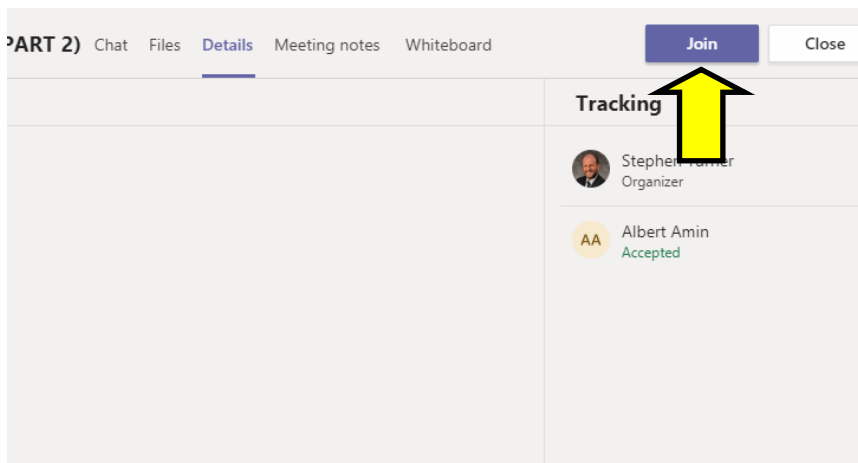 PART 2) Chat Files Details Meeting notes Whiteboard Join Close
Tracking
Stephen
Organizer
AA Albert Amin
Accepted